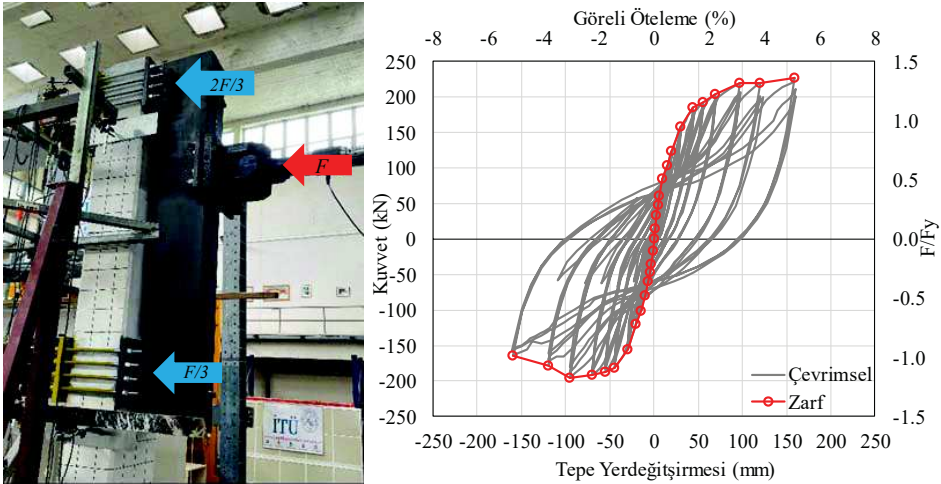 2F/3
F
F/3
İTÜ
Göreli Öteleme (%)
-8 -6 -4 -2 0 2 4 6 8
250
200
150
100
50
0
-50
-100
-150
-200
-250
Kuvvet (kN)
1.5
1.0
0.5
0.0
-0.5
-1.0
-1.5
F/Fy
Çevrimsel
Zarf
-250 -200 -150 -100 -50 0 50 100 150 200 250
Tepe Yerdeğitşirmesi (mm)